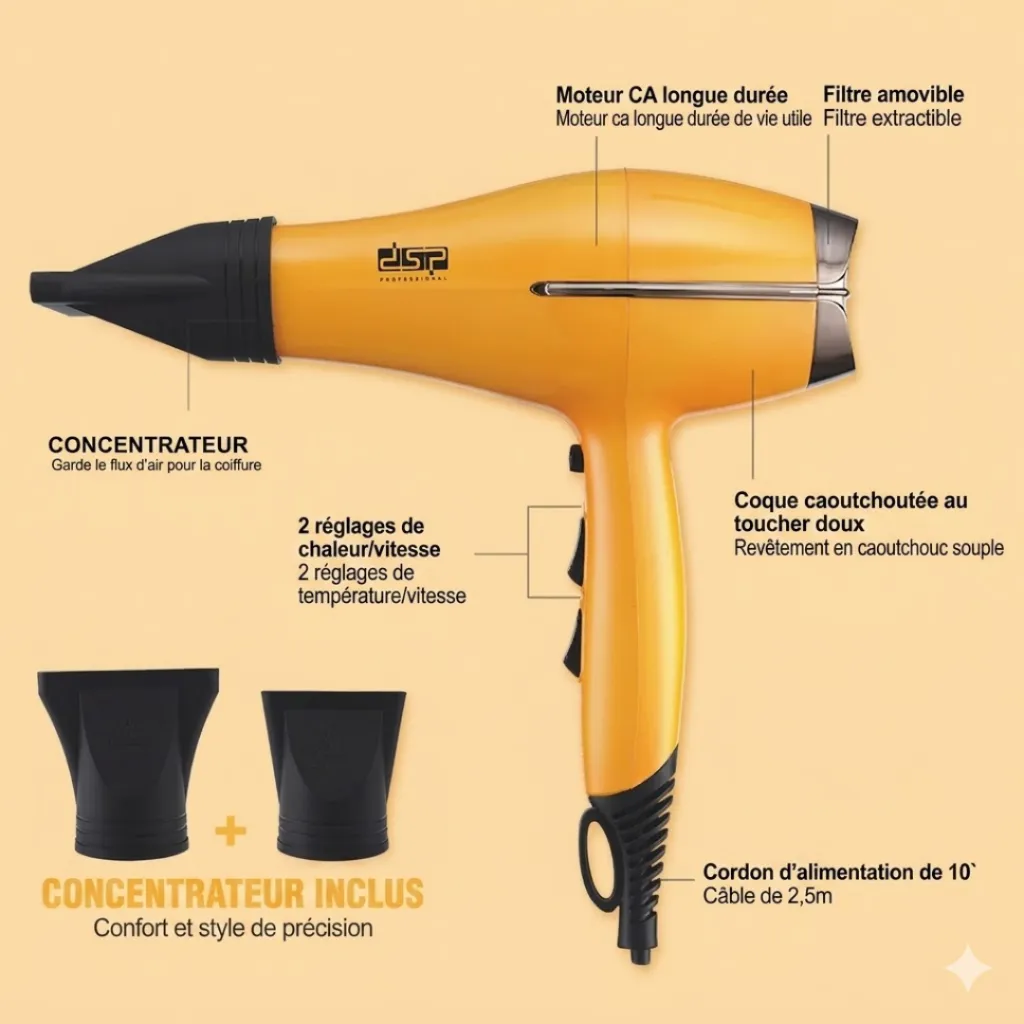 Moteur CA longue durée
Moteur ca longue durée de vie utile
Filtre amovible
Filtre extractible
dsp
PROFESSIONAL
CONCENTRATEUR
Garde le flux d'air pour la coiffure
2 réglages de
chaleur/vitesse
2 réglages de
température/vitesse
Coque caoutchoutée au
toucher doux
Revêtement en caoutchouc souple
CONCENTRATEUR INCLUS
Confort et style de précision
Cordon d'alimentation de 10`
Câble de 2,5m